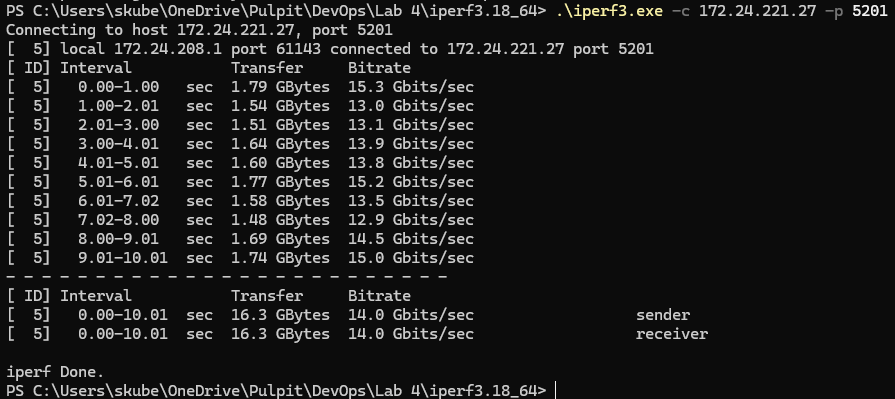 PS C:\Users\skube\OneDrive\Pulpit\DevOps\Lab 4\iperf3.18_64> .\iperf3.exe -c 172.24.221.27 -p 5201
Connecting to host 172.24.221.27, port 5201
[  5] local 172.24.208.1 port 61143 connected to 172.24.221.27 port 5201
[ ID] Interval           Transfer     Bitrate
[  5]   0.00-1.00   sec  1.79 GBytes  15.3 Gbits/sec
[  5]   1.00-2.01   sec  1.54 GBytes  13.0 Gbits/sec
[  5]   2.01-3.00   sec  1.51 GBytes  13.1 Gbits/sec
[  5]   3.00-4.01   sec  1.64 GBytes  13.9 Gbits/sec
[  5]   4.01-5.01   sec  1.60 GBytes  13.8 Gbits/sec
[  5]   5.01-6.01   sec  1.77 GBytes  15.2 Gbits/sec
[  5]   6.01-7.02   sec  1.58 GBytes  13.5 Gbits/sec
[  5]   7.02-8.00   sec  1.48 GBytes  12.9 Gbits/sec
[  5]   8.00-9.01   sec  1.69 GBytes  14.5 Gbits/sec
[  5]   9.01-10.01  sec  1.74 GBytes  15.0 Gbits/sec
- - - - - - - - - - - - - - - - - - - - - - - - -
[ ID] Interval           Transfer     Bitrate
[  5]   0.00-10.01  sec  16.3 GBytes  14.0 Gbits/sec                  sender
[  5]   0.00-10.01  sec  16.3 GBytes  14.0 Gbits/sec                  receiver
iperf Done.
PS C:\Users\skube\OneDrive\Pulpit\DevOps\Lab 4\iperf3.18_64>